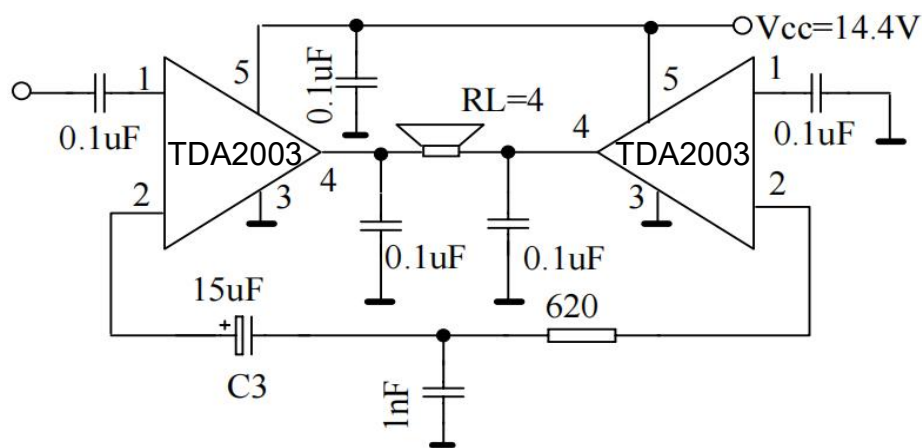 Vcc=14.4V
5
0.1uF
1
0.1uF
TDA2003
2
3
4
RL=4
4
5
1
0.1uF
TDA2003
3
2
0.1uF
0.1uF
15uF
+
C3
620
1nF